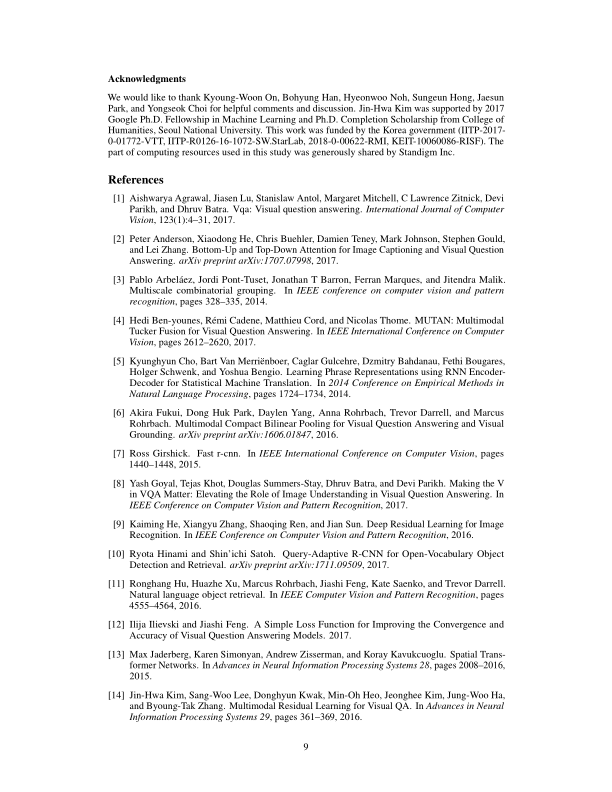 Acknowledgments
We would like to thank Kyoung-Woon On, Bohyung Han, Hyeonwoo Noh, Sungeun Hong, Jaesun
Park, and Yongseok Choi for helpful comments and discussion. Jin-Hwa Kim was supported by 2017
Google Ph.D. Fellowship in Machine Learning and Ph.D. Completion Scholarship from College of
Humanities, Seoul National University. This work was funded by the Korea government (IITP-2017-
0-01772-VTT, IITP-R0126-16-1072-SW.StarLab, 2018-0-00622-RMI, KEIT-10060086-RISF). The
part of computing resources used in this study was generously shared by Standigm Inc.
References
[1] Aishwarya Agrawal, Jiasen Lu, Stanislaw Antol, Margaret Mitchell, C Lawrence Zitnick, Devi
Parikh, and Dhruv Batra. Vqa: Visual question answering. International Journal of Computer
Vision, 123(1):4–31, 2017.
[2] Peter Anderson, Xiaodong He, Chris Buehler, Damien Teney, Mark Johnson, Stephen Gould,
and Lei Zhang. Bottom-Up and Top-Down Attention for Image Captioning and Visual Question
Answering. arXiv preprint arXiv:1707.07998, 2017.
[3] Pablo Arbeláez, Jordi Pont-Tuset, Jonathan T Barron, Ferran Marques, and Jitendra Malik.
Multiscale combinatorial grouping. In IEEE conference on computer vision and pattern
recognition, pages 328–335, 2014.
[4] Hedi Ben-younes, Rémi Cadene, Matthieu Cord, and Nicolas Thome. MUTAN: Multimodal
Tucker Fusion for Visual Question Answering. In IEEE International Conference on Computer
Vision, pages 2612–2620, 2017.
[5] Kyunghyun Cho, Bart Van Merriënboer, Caglar Gulcehre, Dzmitry Bahdanau, Fethi Bougares,
Holger Schwenk, and Yoshua Bengio. Learning Phrase Representations using RNN Encoder-
Decoder for Statistical Machine Translation. In 2014 Conference on Empirical Methods in
Natural Language Processing, pages 1724–1734, 2014.
[6] Akira Fukui, Dong Huk Park, Daylen Yang, Anna Rohrbach, Trevor Darrell, and Marcus
Rohrbach. Multimodal Compact Bilinear Pooling for Visual Question Answering and Visual
Grounding. arXiv preprint arXiv:1606.01847, 2016.
[7] Ross Girshick. Fast r-cnn. In IEEE International Conference on Computer Vision, pages
1440–1448, 2015.
[8] Yash Goyal, Tejas Khot, Douglas Summers-Stay, Dhruv Batra, and Devi Parikh. Making the V
in VQA Matter: Elevating the Role of Image Understanding in Visual Question Answering. In
IEEE Conference on Computer Vision and Pattern Recognition, 2017.
[9] Kaiming He, Xiangyu Zhang, Shaoqing Ren, and Jian Sun. Deep Residual Learning for Image
Recognition. In IEEE Conference on Computer Vision and Pattern Recognition, 2016.
[10] Ryota Hinami and Shin'ichi Satoh. Query-Adaptive R-CNN for Open-Vocabulary Object
Detection and Retrieval. arXiv preprint arXiv:1711.09509, 2017.
[11] Ronghang Hu, Huazhe Xu, Marcus Rohrbach, Jiashi Feng, Kate Saenko, and Trevor Darrell.
Natural language object retrieval. In IEEE Computer Vision and Pattern Recognition, pages
4555–4564, 2016.
[12] Ilija Ilievski and Jiashi Feng. A Simple Loss Function for Improving the Convergence and
Accuracy of Visual Question Answering Models. 2017.
[13] Max Jaderberg, Karen Simonyan, Andrew Zisserman, and Koray Kavukcuoglu. Spatial Trans-
former Networks. In Advances in Neural Information Processing Systems 28, pages 2008–2016,
2015.
[14] Jin-Hwa Kim, Sang-Woo Lee, Donghyun Kwak, Min-Oh Heo, Jeonghee Kim, Jung-Woo Ha,
and Byoung-Tak Zhang. Multimodal Residual Learning for Visual QA. In Advances in Neural
Information Processing Systems 29, pages 361–369, 2016.
9